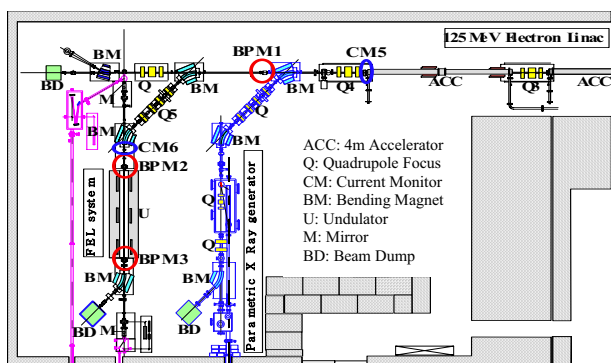 125 MeV Electron Linac
BM
BPM1
CM5
BD
Q
BM
BM
Q4
ACC
Q3
ACC
M
Q5
BM
BM
CM6
BPM2
ACC: 4m Accelerator
Q: Quadrupole Focus
CM: Current Monitor
BM: Bending Magnet
U: Undulator
M: Mirror
BD: Beam Dump
FEL system
U
Parametric X Ray generator
Q
Q
BPM3
BM
BM
BD
M
BD